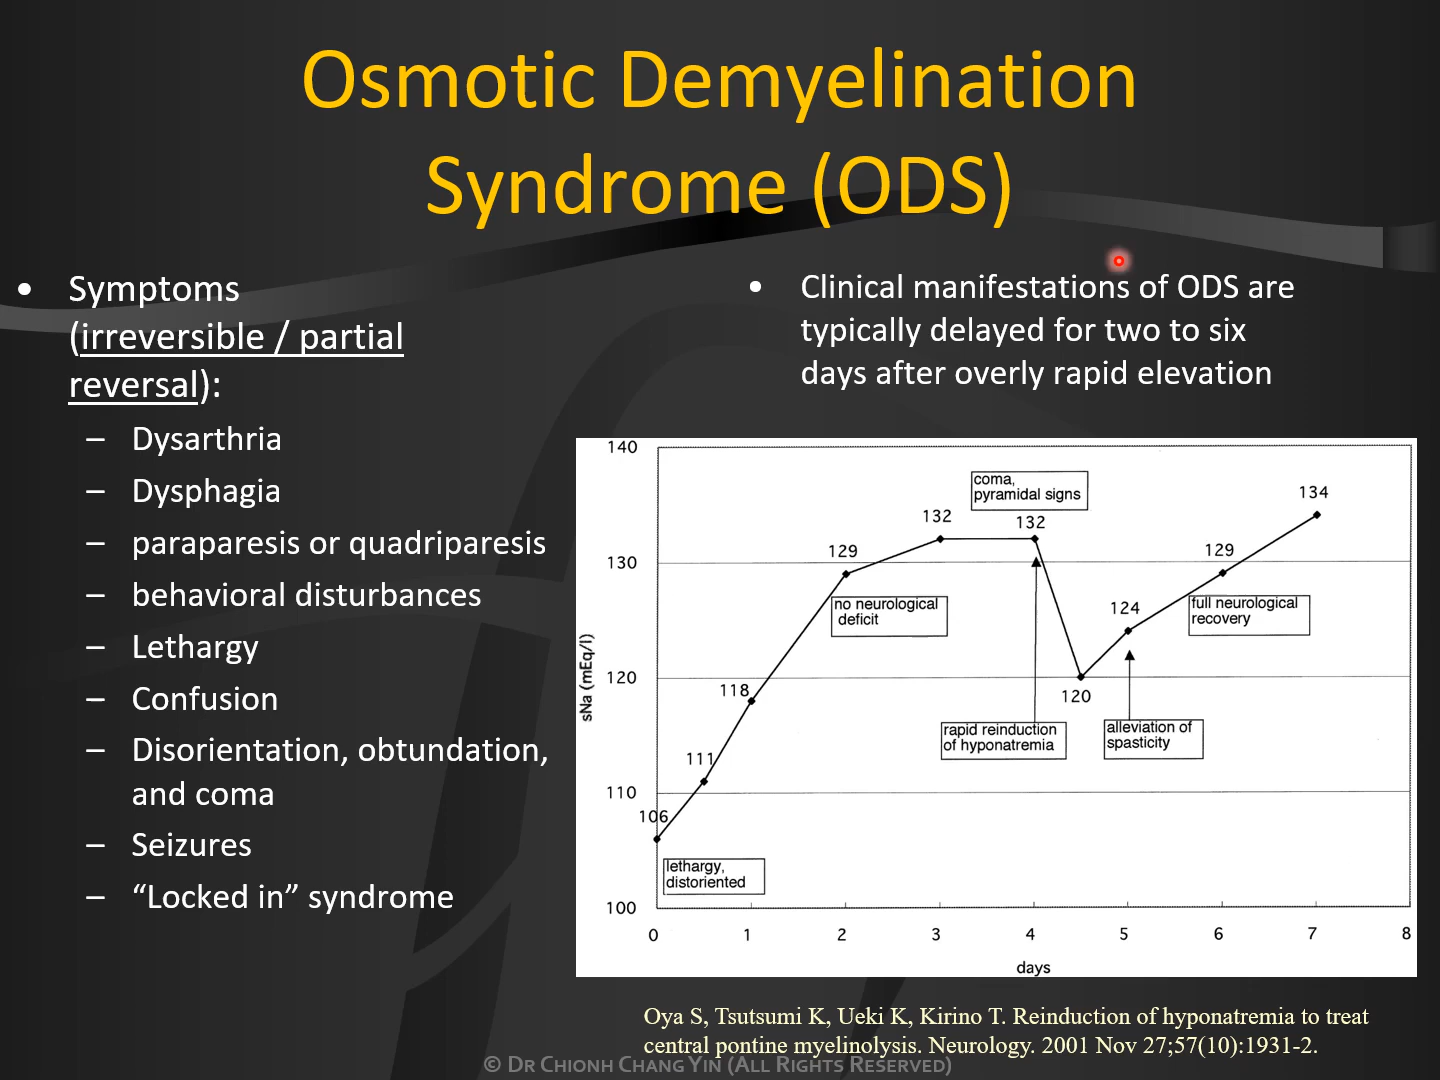 Osmotic Demyelination
Syndrome (ODS)
• Symptoms
(irreversible / partial
reversal):
– Dysarthria
– Dysphagia
– paraparesis or quadriparesis
– behavioral disturbances
– Lethargy
– Confusion
– Disorientation, obtundation,
and coma
– Seizures
– “Locked in” syndrome
• Clinical manifestations of ODS are
typically delayed for two to six
days after overly rapid elevation
140
130
120
110
100
sNa (mEq/l)
106
111
118
129
132
132
120
124
129
134
lethargy,
distoriented
no neurological
deficit
coma,
pyramidal signs
rapid reinduction
of hyponatremia
alleviation of
spasticity
full neurological
recovery
0 1 2 3 4 5 6 7 8
days
Oya S, Tsutsumi K, Ueki K, Kirino T. Reinduction of hyponatremia to treat
central pontine myelinolysis. Neurology. 2001 Nov 27;57(10):1931-2.
© DR CHIONH CHANG YIN (ALL RIGHTS RESERVED)